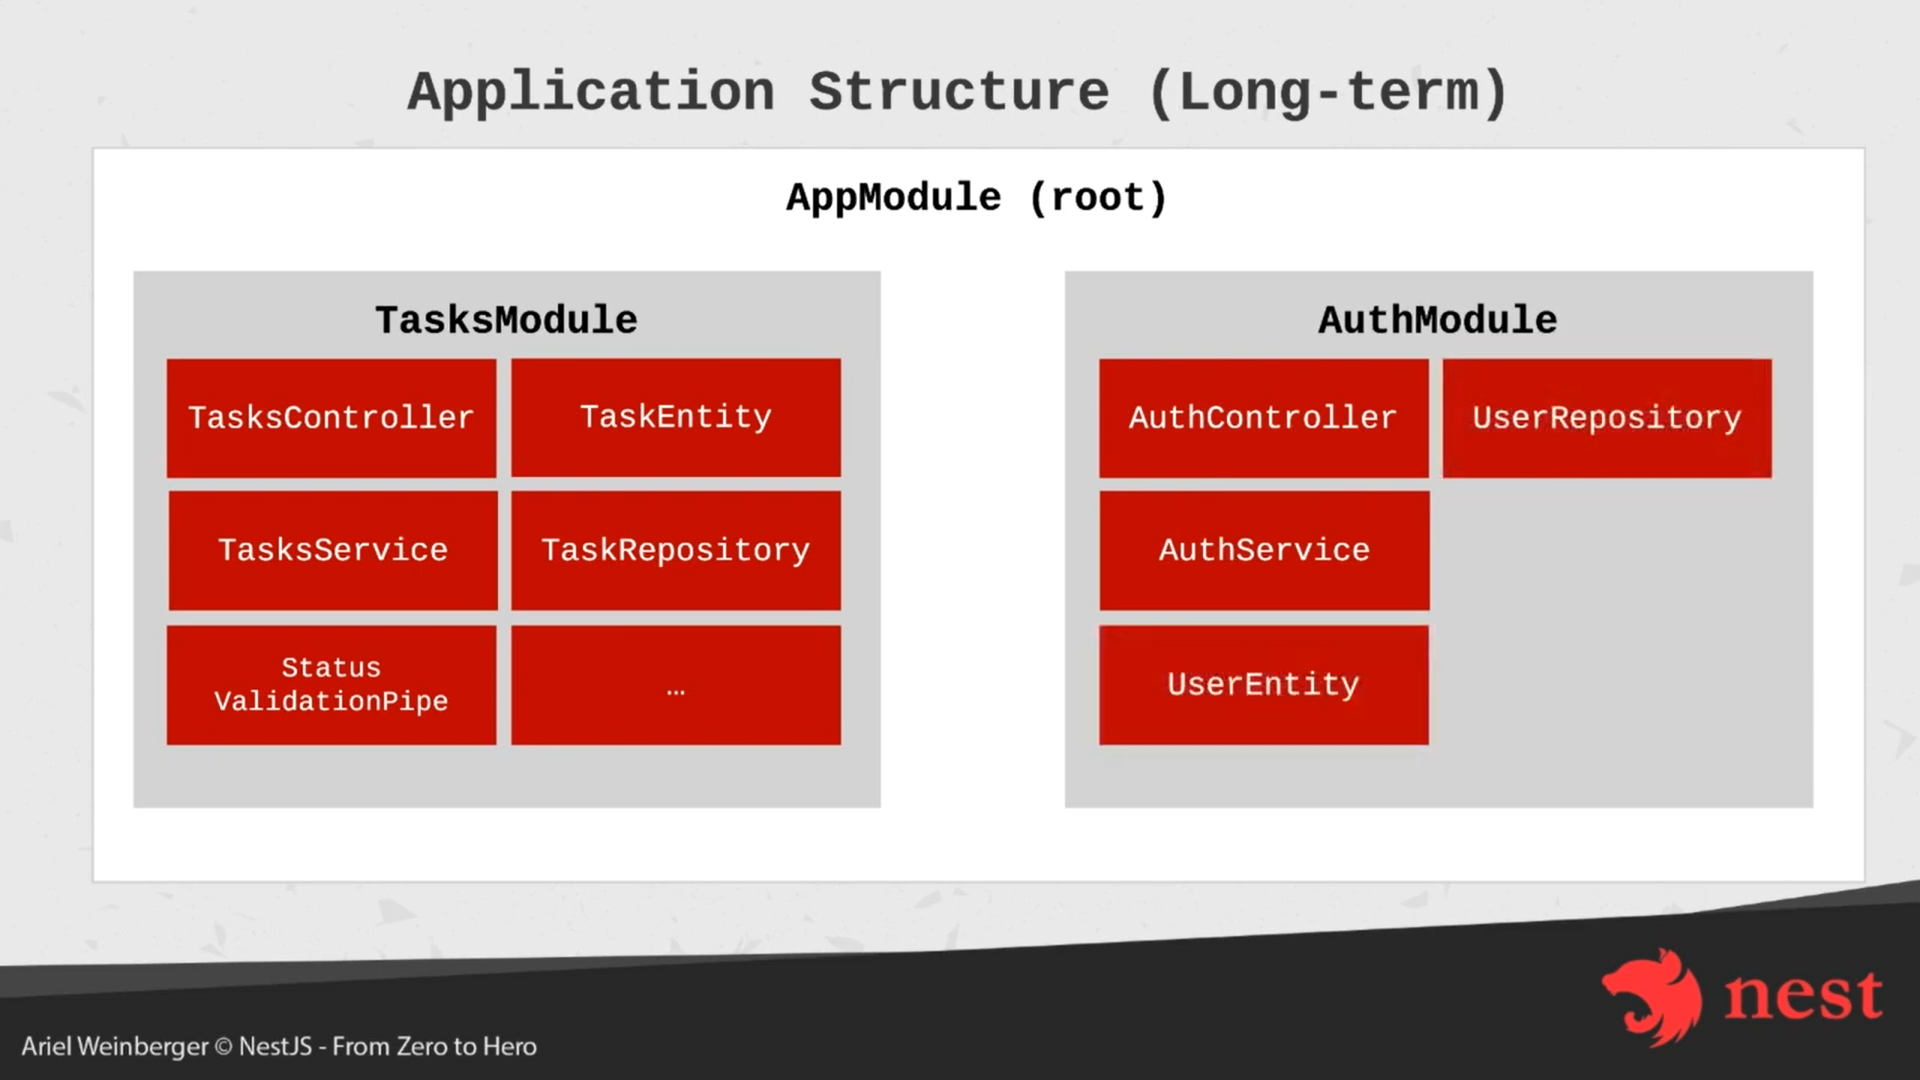 Application Structure (Long-term)
AppModule (root)
TasksModule
TasksController
TaskEntity
TasksService
TaskRepository
Status
ValidationPipe
…
AuthModule
AuthController
UserRepository
AuthService
UserEntity
nest
Ariel Weinberger © NestJS - From Zero to Hero